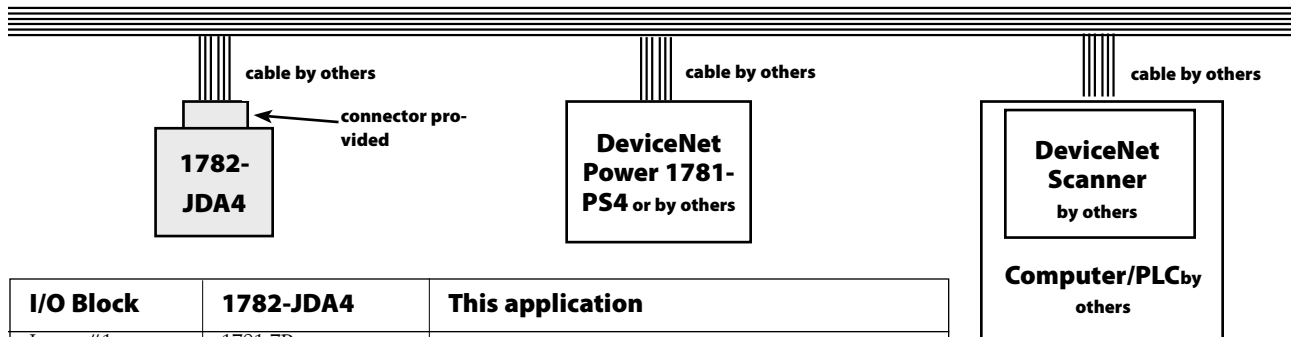 cable by others
cable by others
cable by others
connector pro-
vided
1782-
JDA4
DeviceNet
Power 1781-
PS4 or by others
DeviceNet
Scanner
by others
Computer/PLCby
others
I/O Block 1782-JDA4 This application